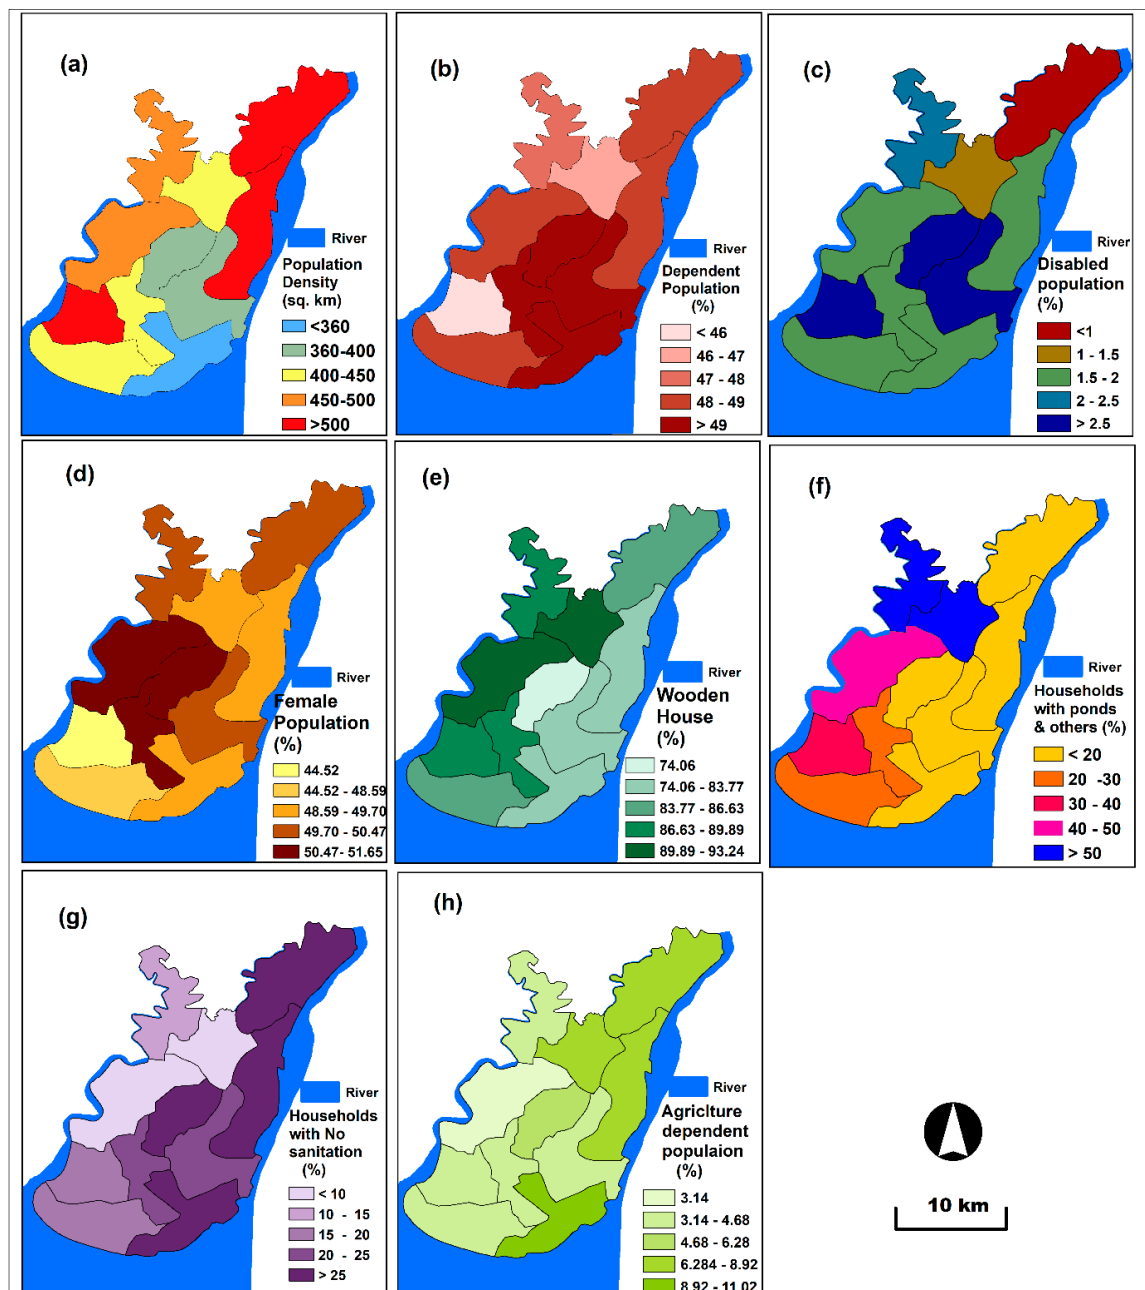 (a)
River
Population
Density
(sq. km)
<360
360-400
400-450
450-500
>500
(b)
River
Dependent
Population
(%)
< 46
46 - 47
47 - 48
48 - 49
> 49
(c)
River
Disabled
population
(%)
<1
1 - 1.5
1.5 - 2
2 - 2.5
> 2.5
(d)
River
Female
Population
(%)
44.52
44.52 - 48.59
48.59 - 49.70
49.70 - 50.47
50.47 - 51.65
(e)
River
Wooden
House
(%)
74.06
74.06 - 83.77
83.77 - 86.63
86.63 - 89.89
89.89 - 93.24
(f)
River
Households
with ponds
& others (%)
< 20
20 -30
30 - 40
40 - 50
> 50
(g)
River
Households
with No
sanitation
(%)
< 10
10 - 15
15 - 20
20 - 25
> 25
(h)
River
Agriclture
dependent
populaion
(%)
3.14
3.14 - 4.68
4.68 - 6.28
6.284 - 8.92
8.92 - 11.02
10 km